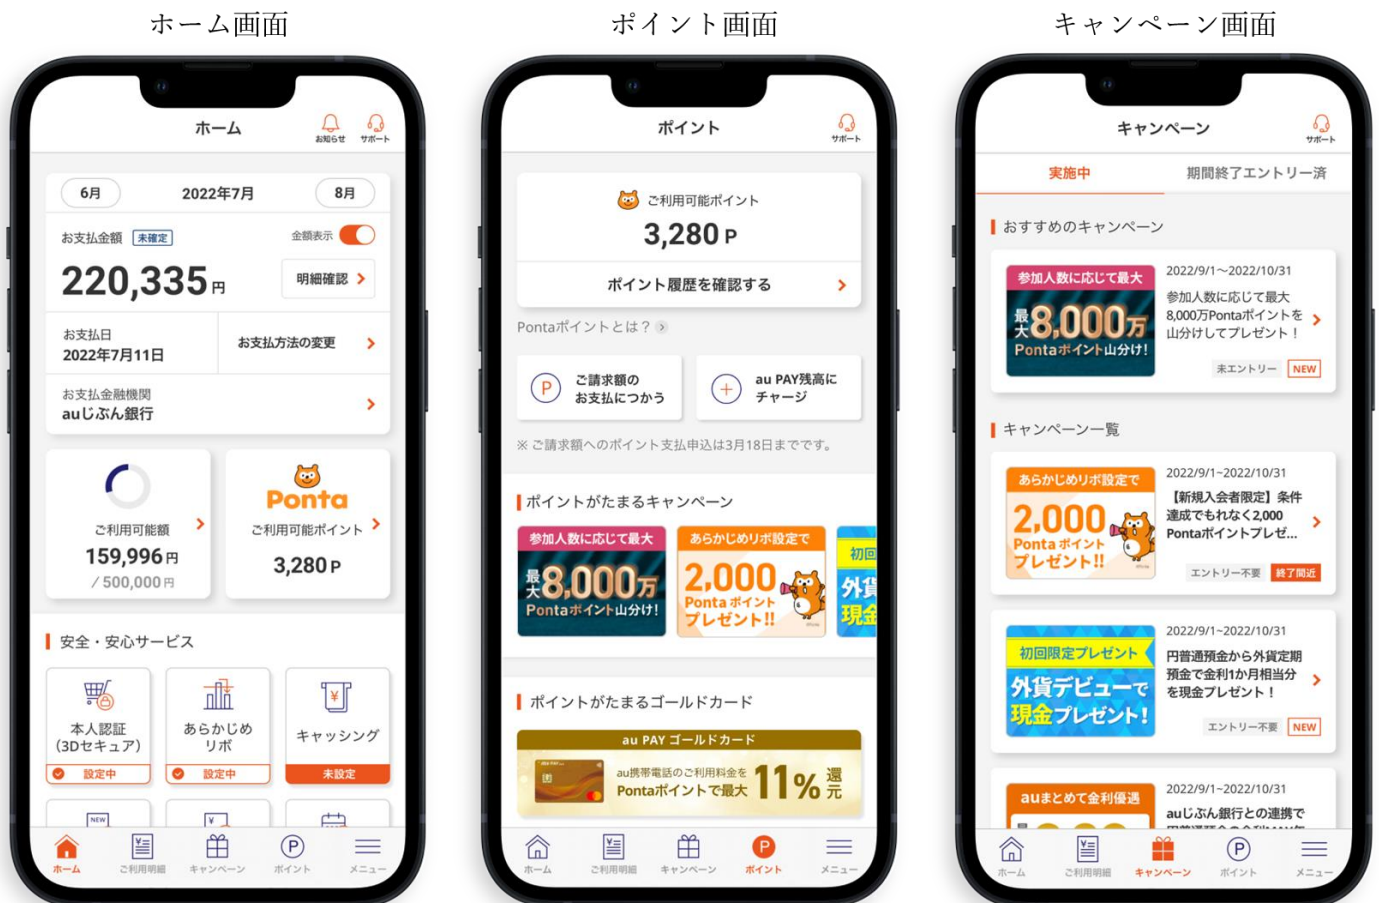 ホーム画面
ホーム
お知らせ
サポート
6月
2022年7月
8月
お支払金額
未確定
金額表示
220,335円
明細確認
お支払日
2022年7月11日
お支払方法の変更
お支払金融機関
auじぶん銀行
ご利用可能額
159,996円
/ 500,000円
Ponta
ご利用可能ポイント
3,280P
安全・安心サービス
本人認証
(3Dセキュア)
設定中
あらかじめ
リボ
設定中
キャッシング
未設定
NEW
ホーム
ご利用明細
キャンペーン
ポイント
メニュー
ポイント画面
ポイント
サポート
ご利用可能ポイント
3,280 P
ポイント履歴を確認する
Pontaポイントとは？
P
ご請求額の
お支払につかう
au PAY残高に
チャージ
※ ご請求額へのポイント支払申込は3月18日までです。
ポイントがたまるキャンペーン
参加人数に応じて最大
最大8,000万
Pontaポイント山分け!
あらかじめリボ設定で
2,000
Ponta ポイント
プレゼント!!
初回
外貨
現金
ポイントがたまるゴールドカード
au PAY ゴールドカード
au携帯電話のご利用料金を
Pontaポイントで最大
11%還元
ホーム
ご利用明細
キャンペーン
ポイント
メニュー
キャンペーン画面
キャンペーン
サポート
実施中
期間終了エントリー済
おすすめのキャンペーン
参加人数に応じて最大
最大8,000万
Pontaポイント山分け!
2022/9/1～2022/10/31
参加人数に応じて最大
8,000万Pontaポイントを
山分けしてプレゼント！
未エントリー
NEW
キャンペーン一覧
あらかじめリボ設定で
2,000
Ponta ポイント
プレゼント!!
2022/9/1~2022/10/31
【新規入会者限定】条件
達成でもれなく2,000
Pontaポイントプレゼ...
エントリー不要
終了間近
初回限定プレゼント
外貨デビューで
現金プレゼント!
2022/9/1~2022/10/31
円普通預金から外貨定期
預金で金利1か月相当分
を現金プレゼント！
エントリー不要
NEW
auまとめて金利優遇
2022/9/1~2022/10/31
auじぶん銀行との連携で
ホーム
ご利用明細
キャンペーン
ポイント
メニュー